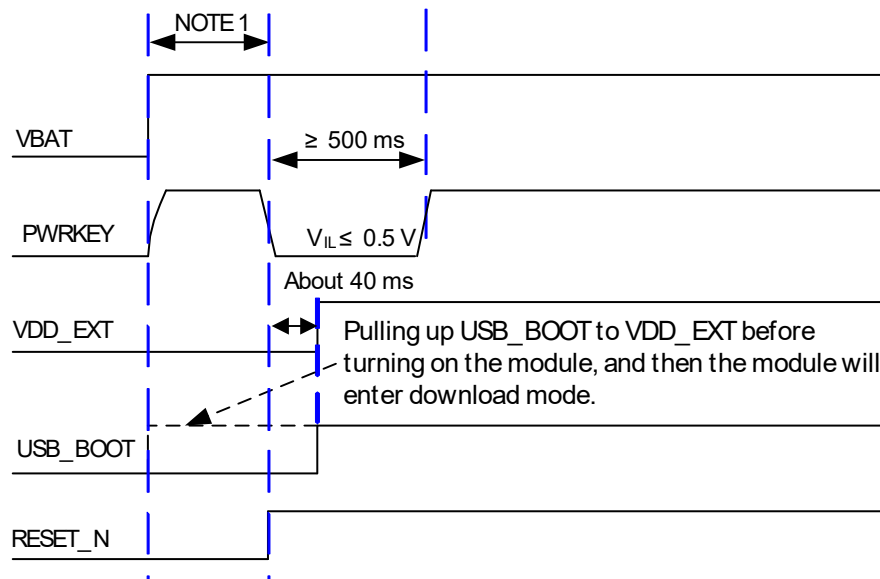 NOTE 1
VBAT
≥ 500 ms
PWRKEY
VIL ≤ 0.5 V
About 40 ms
VDD_EXT
Pulling up USB_BOOT to VDD_EXT before
turning on the module, and then the module will
enter download mode.
USB_BOOT
RESET_N